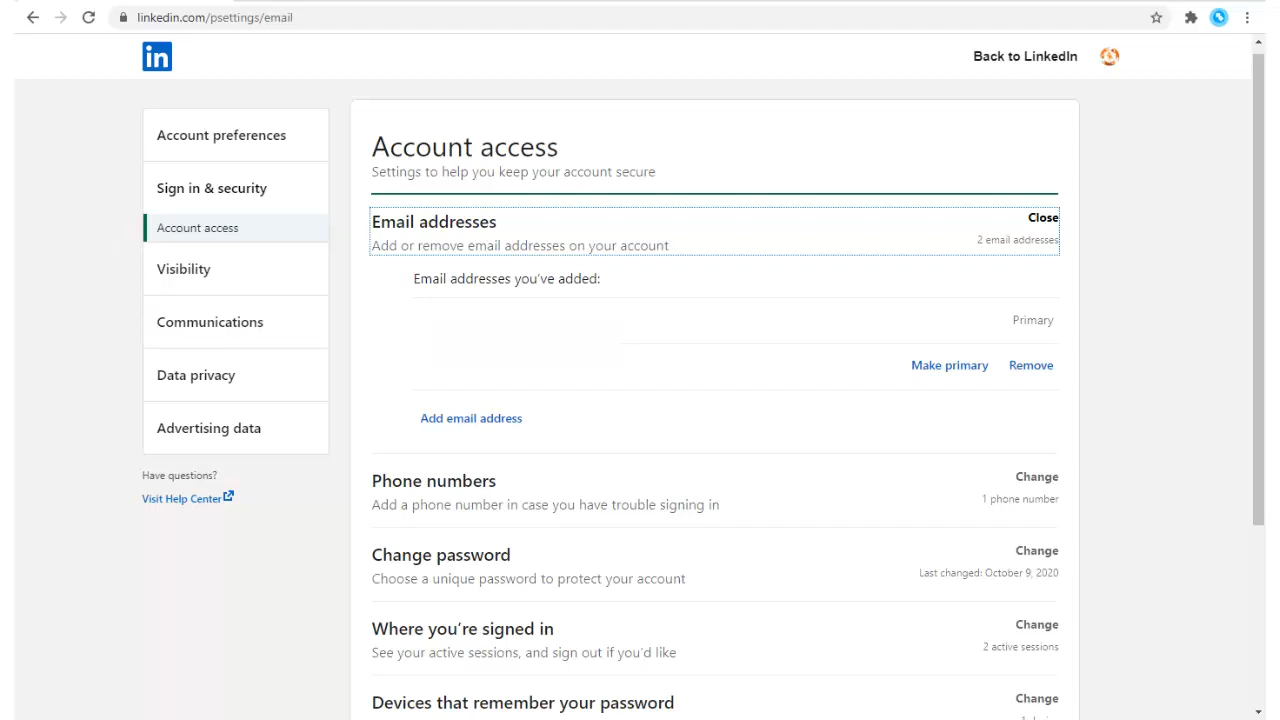 linkedin.com/psettings/email
in
Back to LinkedIn
Account preferences
Sign in & security
Account access
Visibility
Communications
Data privacy
Advertising data
Have questions?
Visit Help Center
Account access
Settings to help you keep your account secure
Email addresses
Close
Add or remove email addresses on your account
2 email addresses
Email addresses you've added:
Primary
Make primary
Remove
Add email address
Phone numbers
Change
Add a phone number in case you have trouble signing in
1 phone number
Change password
Change
Choose a unique password to protect your account
Last changed: October 9, 2020
Where you're signed in
Change
See your active sessions, and sign out if you'd like
2 active sessions
Devices that remember your password
Change